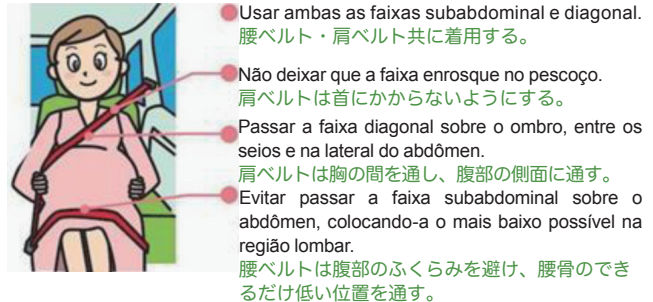 Usar ambas as faixas subabdominal e diagonal.
腰ベルト・肩ベルト共に着用する。
Não deixar que a faixa enrosque no pescoço.
肩ベルトは首にかからないようにする。
Passar a faixa diagonal sobre o ombro, entre os
seios e na lateral do abdômen.
肩ベルトは胸の間を通し、腹部の側面に通す。
Evitar passar a faixa subabdominal sobre o
abdômen, colocando-a o mais baixo possível na
região lombar.
腰ベルトは腹部のふくらみを避け、腰骨のでき
るだけ低い位置を通す。